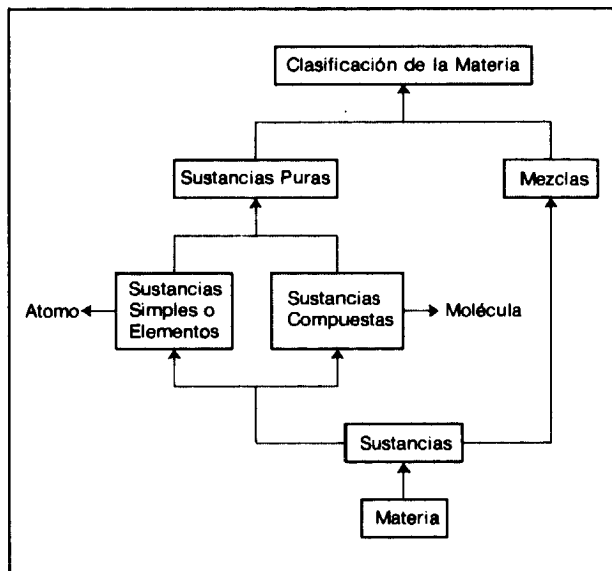 Clasificación de la Materia
Sustancias Puras
Mezclas
Atomo
Sustancias
Simples o
Elementos
Sustancias
Compuestas
Molécula
Sustancias
Materia